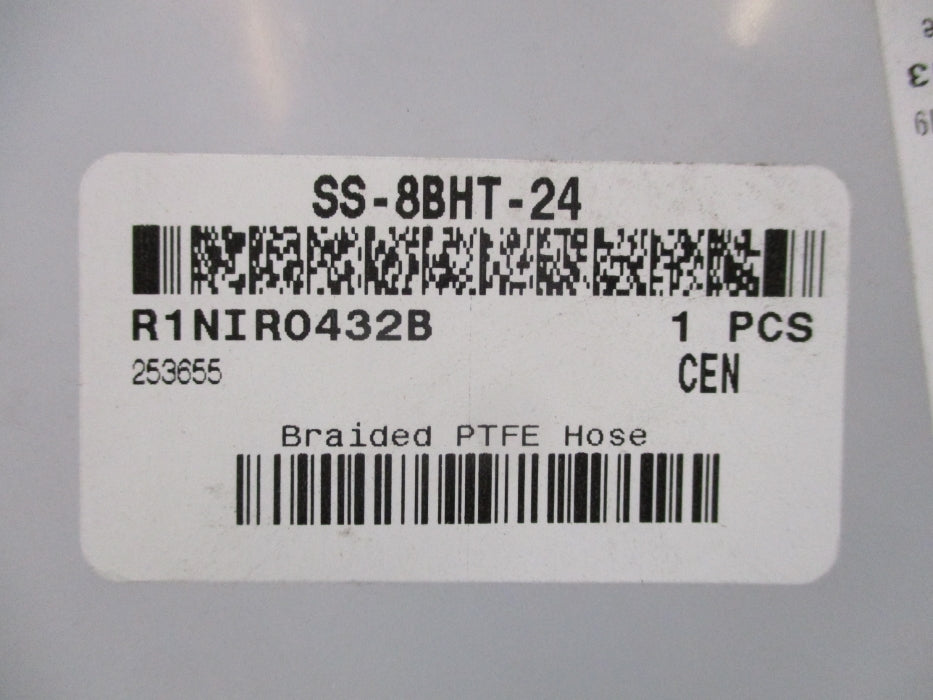 SS-8BHT-24
R1NIR0432B
1 PCS
253655
CEN
Braided PTFE Hose